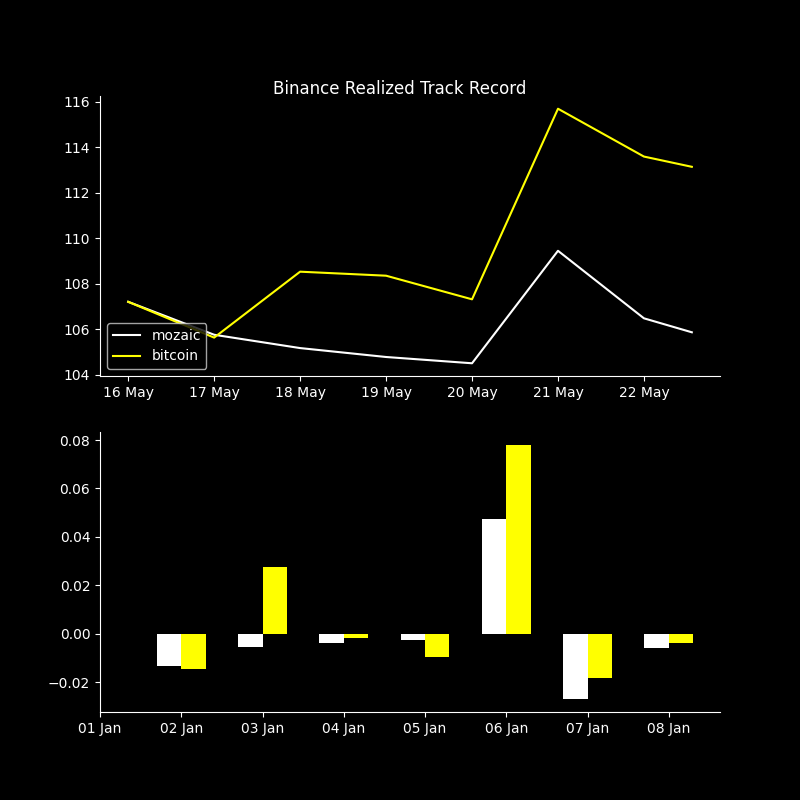 Binance Realized Track Record
116
114
112
110
108
106
104
mozaic
bitcoin
16 May 17 May 18 May 19 May 20 May 21 May 22 May
0.08
0.06
0.04
0.02
0.00
−0.02
01 Jan 02 Jan 03 Jan 04 Jan 05 Jan 06 Jan 07 Jan 08 Jan